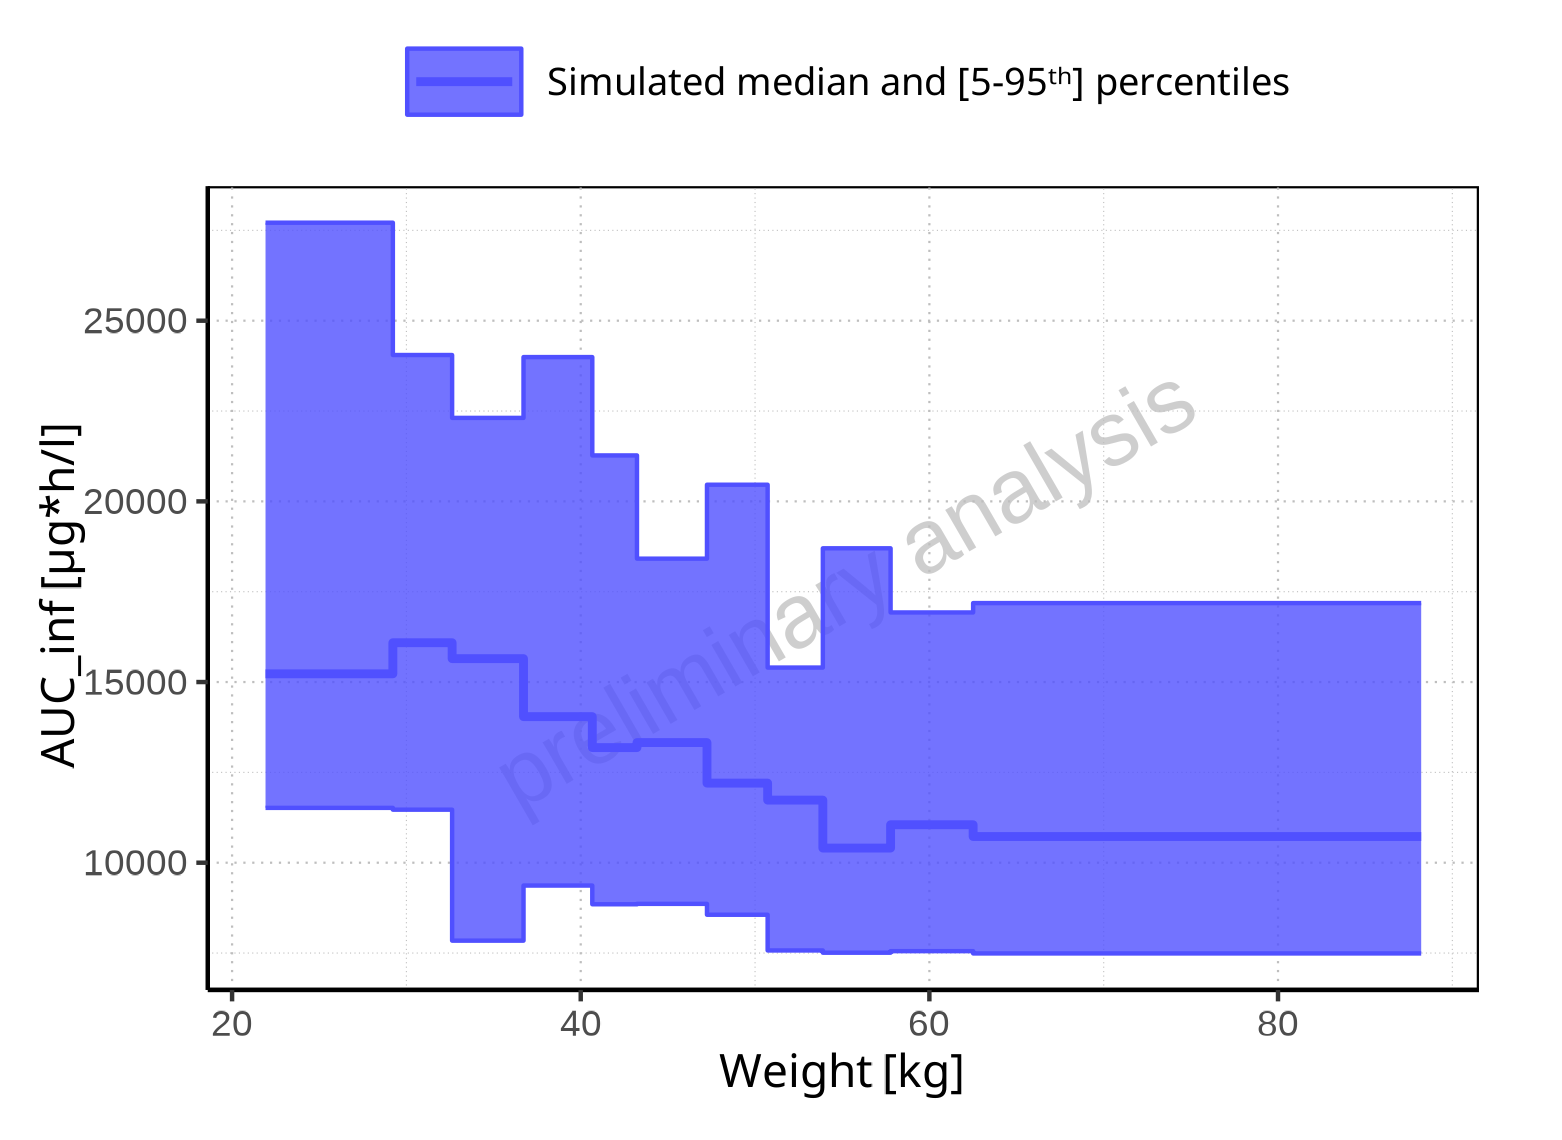 Simulated median and [5-95ᵗʰ] percentiles
AUC_inf [µg*h/l]
25000
20000
15000
10000
preliminary analysis
20 40 60 80
Weight [kg]